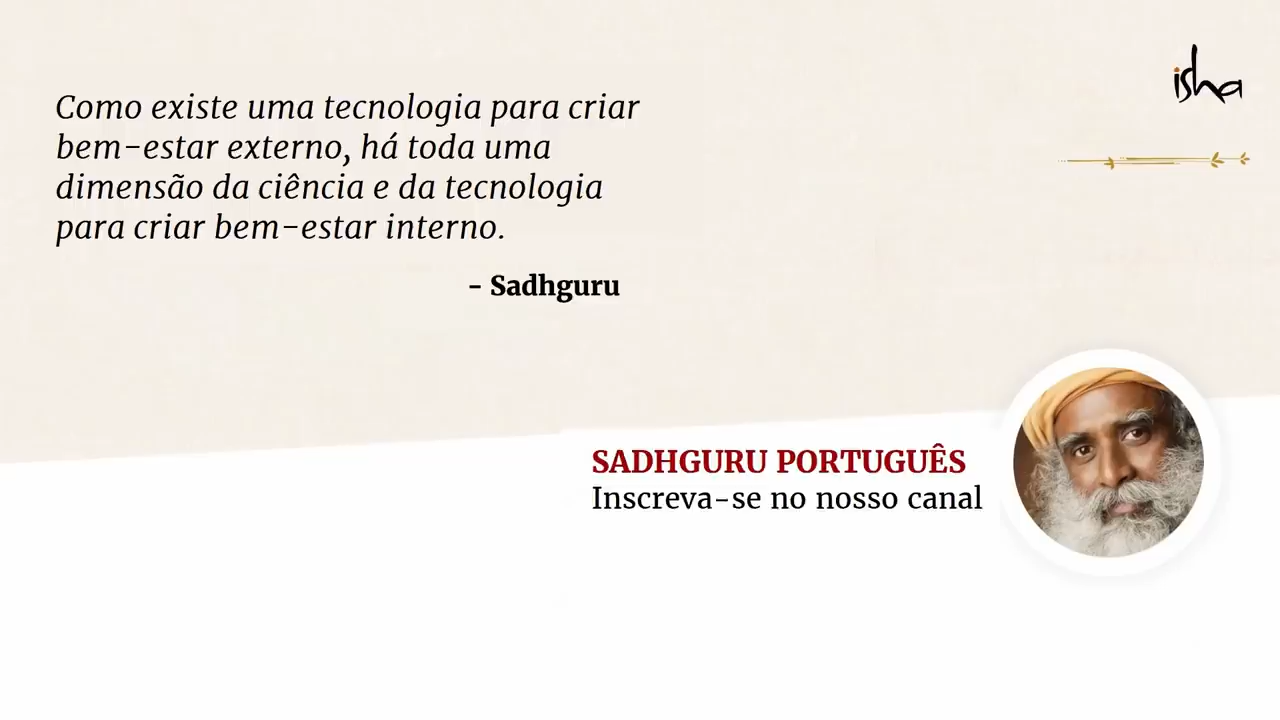 isha
Como existe uma tecnologia para criar
bem-estar externo, há toda uma
dimensão da ciência e da tecnologia
para criar bem-estar interno.
- Sadhguru
SADHGURU PORTUGUÊS
Inscreva-se no nosso canal